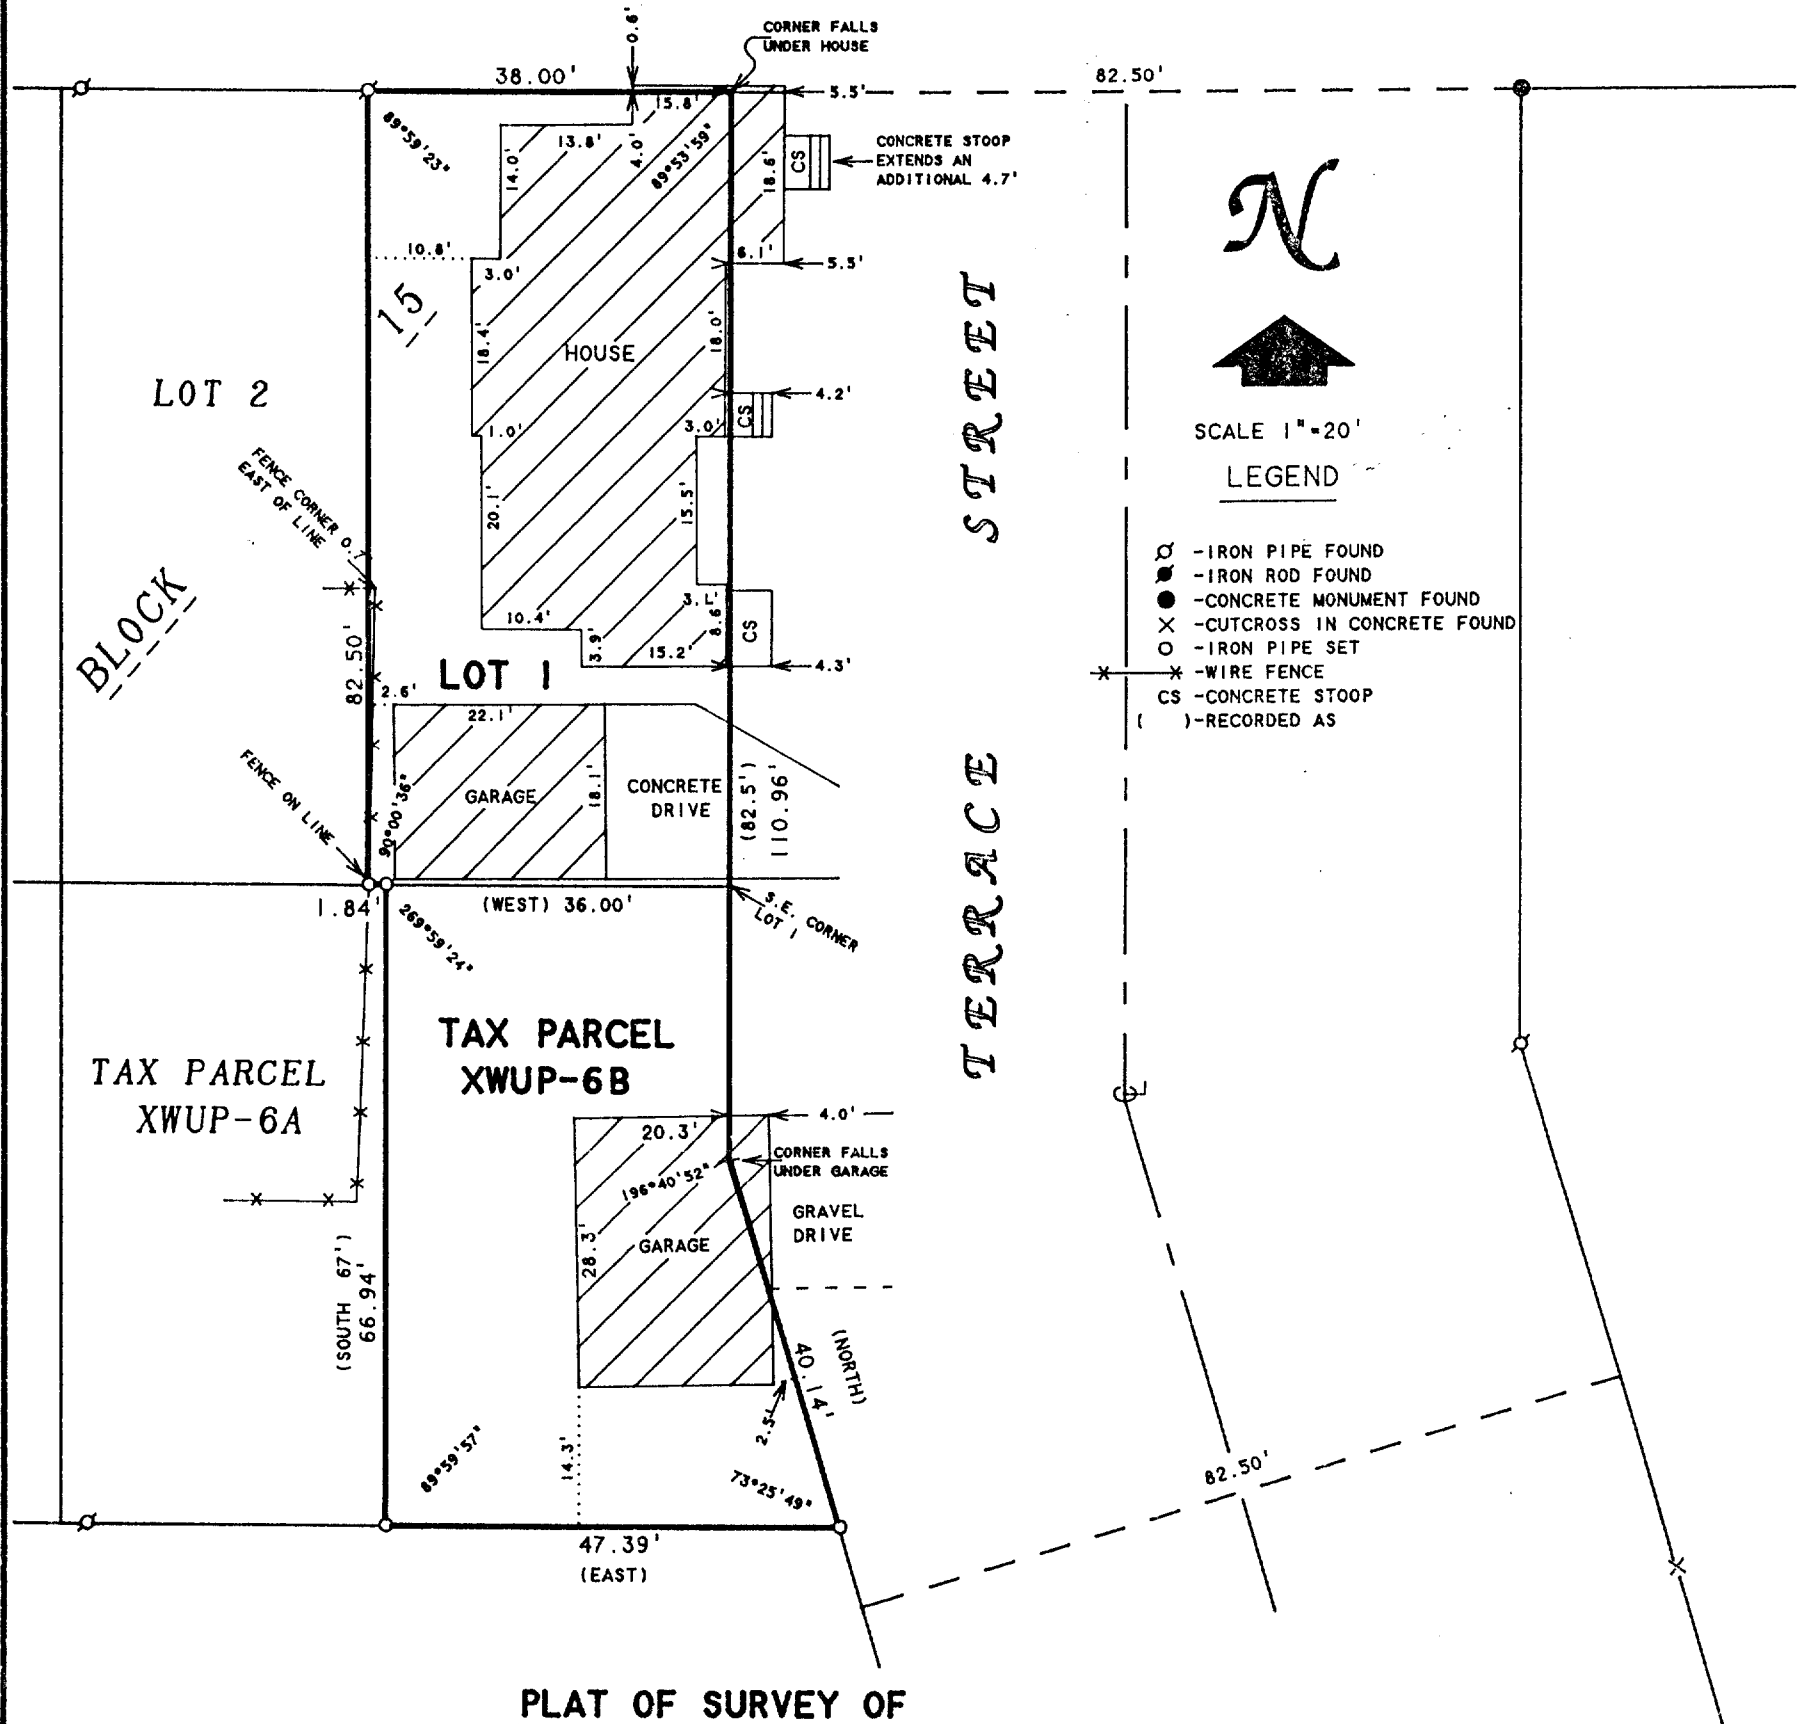 0.6'
CORNER FALLS
UNDER HOUSE
38.00'
82.50'
5.5'
15.8'
89°59'23"
13.8'
4.0'
89°53'59"
14.0'
18.6'
CS
CONCRETE STOOP
EXTENDS AN
ADDITIONAL 4.7'
N
10.8'
3.0'
6.1'
5.5'
15
18.4'
HOUSE
18.0'
STREET
LOT 2
4.2'
CS
1.0'
3.0'
SCALE 1"=20'
LEGEND
FENCE CORNER 0.7'
EAST OF LINE
20.1'
15.5'
-IRON PIPE FOUND
-IRON ROD FOUND
-CONCRETE MONUMENT FOUND
-CUTCROSS IN CONCRETE FOUND
-IRON PIPE SET
-WIRE FENCE
CS -CONCRETE STOOP
( )-RECORDED AS
BLOCK
82.50'
10.4'
3.9'
3.1'
8.6'
CS
15.2'
4.3'
LOT 1
2.6'
22.1'
FENCE ON LINE
90°00'36"
GARAGE
18.1'
CONCRETE
DRIVE
(82.5')
110.96'
TERRACE
1.84'
(WEST) 36.00'
S.E. CORNER
LOT 1
269°59'24"
TAX PARCEL
XWUP-6B
TAX PARCEL
XWUP-6A
CL
20.3'
4.0'
CORNER FALLS
UNDER GARAGE
196°40'52"
28.3'
GARAGE
GRAVEL
DRIVE
(SOUTH 67')
66.94'
(NORTH)
40.14'
2.5'
14.3'
89°59'57"
73°25'49"
82.50'
47.39'
(EAST)
PLAT OF SURVEY OF